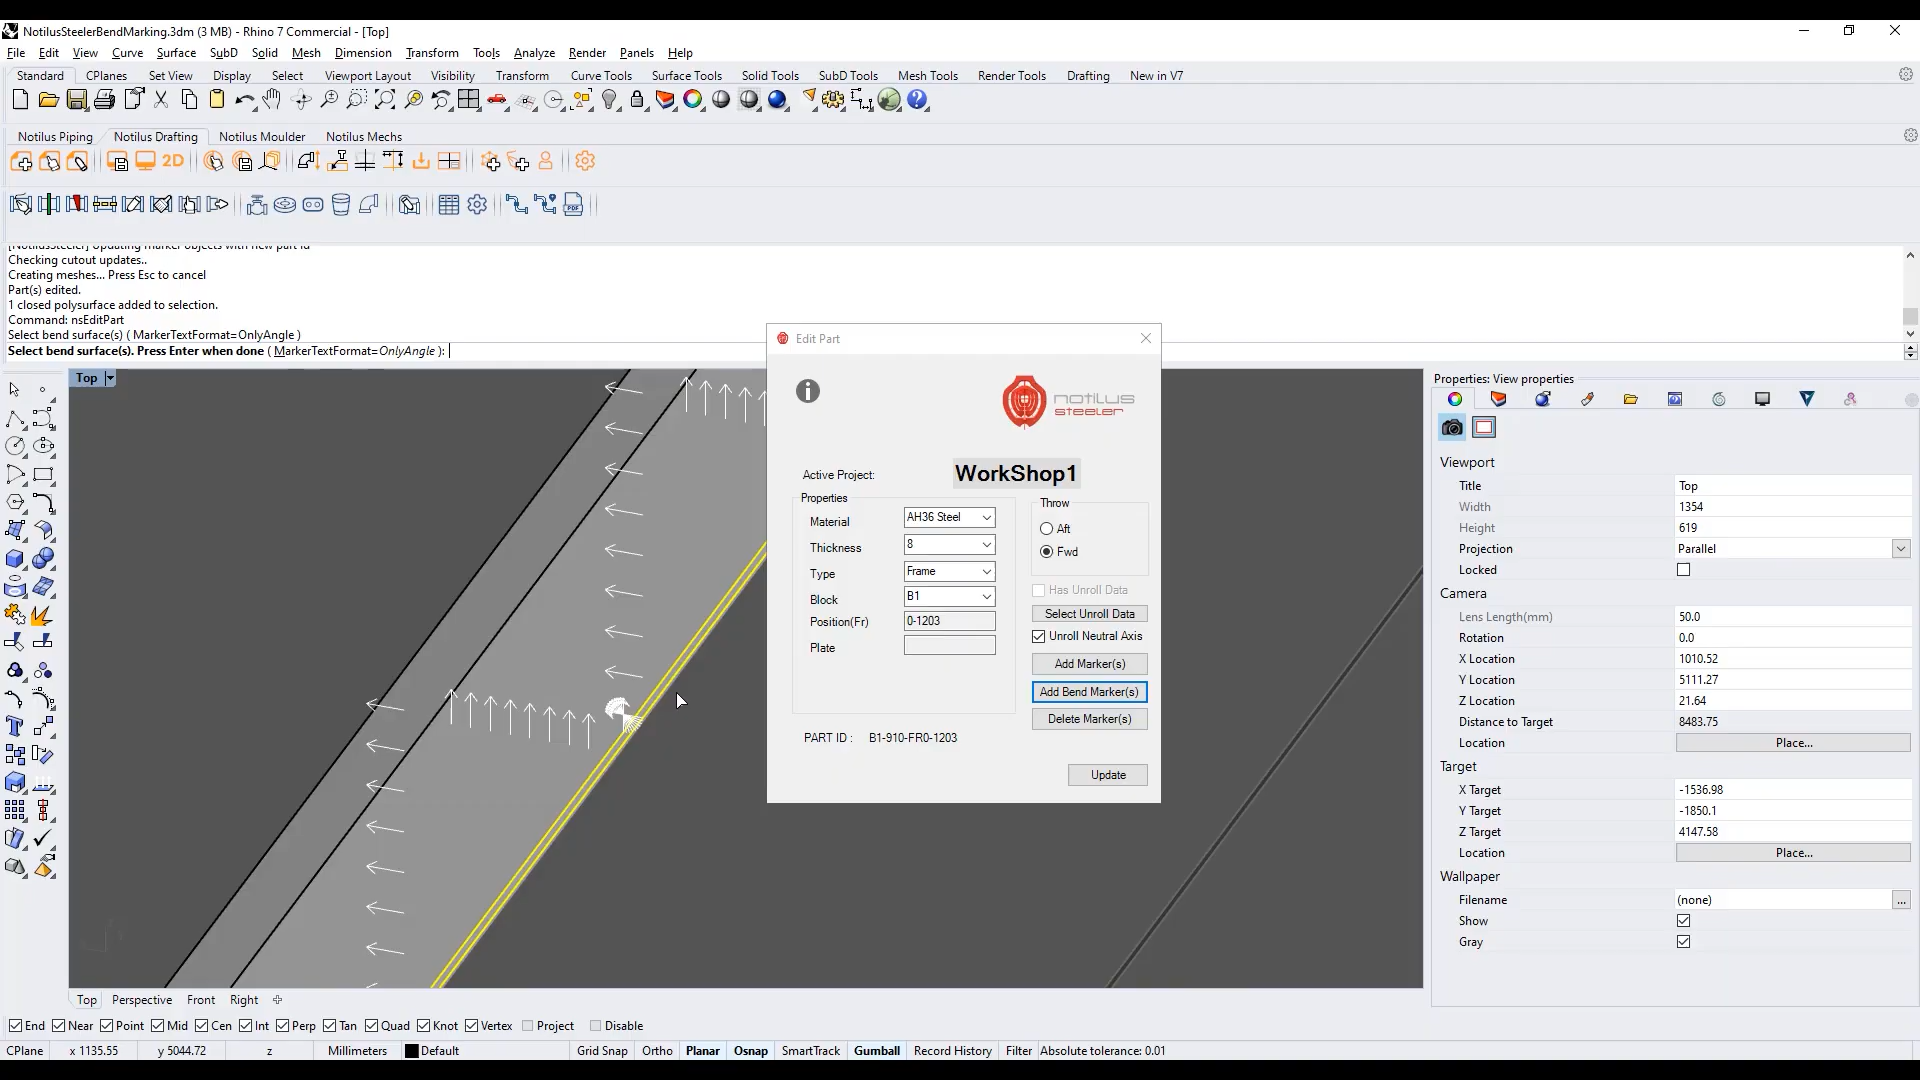 NotilusSteelerBendMarking.3dm (3 MB) - Rhino 7 Commercial - [Top]
File Edit View Curve Surface SubD Solid Mesh Dimension Transform Tools Analyze Render Panels Help
Standard CPlanes Set View Display Select Viewport Layout Visibility Transform Curve Tools Surface Tools Solid Tools SubD Tools Mesh Tools Render Tools Drafting New in V7
Notilus Piping Notilus Drafting Notilus Moulder Notilus Mechs
2D
PDF
[NotilusSteeler] Updating marker objects with new part id
Checking cutout updates..
Creating meshes... Press Esc to cancel
Part(s) edited.
1 closed polysurface added to selection.
Command: nsEditPart
Select bend surface(s) ( MarkerTextFormat=OnlyAngle )
Select bend surface(s). Press Enter when done ( MarkerTextFormat=OnlyAngle ):
Top
Edit Part
notilus
steeler
Active Project: WorkShop1
Properties
Material AH36 Steel
Thickness 8
Type Frame
Block B1
Position(Fr) 0-1203
Plate
Throw
Aft
Fwd
Has Unroll Data
Select Unroll Data
Unroll Neutral Axis
Add Marker(s)
Add Bend Marker(s)
Delete Marker(s)
PART ID : B1-910-FR0-1203
Update
Properties: View properties
Viewport
Title Top
Width 1354
Height 619
Projection Parallel
Locked
Camera
Lens Length(mm) 50.0
Rotation 0.0
X Location 1010.52
Y Location 5111.27
Z Location 21.64
Distance to Target 8483.75
Location Place...
Target
X Target -1536.98
Y Target -1850.1
Z Target 4147.58
Location Place...
Wallpaper
Filename (none) ...
Show
Gray
Top Perspective Front Right
End Near Point Mid Cen Int Perp Tan Quad Knot Vertex Project Disable
CPlane x 1135.55 y 5044.72 z Millimeters Default Grid Snap Ortho Planar Osnap SmartTrack Gumball Record History Filter Absolute tolerance: 0.01